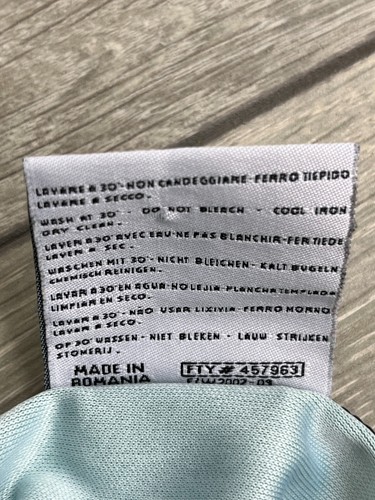 LAVARE A 30°-NON CANDEGGIARE-FERRO TIEPIDO
LAVARE A SECCO.
WASH AT 30° - DO NOT BLEACH - COOL IRON
DRY CLEAN.
LAVER A 30° AVEC EAU-NE PAS BLANCHIR-FER TIEDE
LAVER A SEC.
WASCHEN MIT 30°-NICHT BLEICHEN-KALT BUGELN
CHEMISCH REINIGEN.
LAVAR A 30°EN AGUA-NO LEJIA-PLANCHA TEMPLADA
LIMPIAR EN SECO.
LAVAR A 30°-NÃO USAR LIXIVIA-FERRO MORNO
LAVAR A SECO.
OP 30° WASSEN-NIET BLEKEN-LAUW STRIJKEN
STOMERIJ.
MADE IN FTY # 457963
ROMANIA F/W2002-03